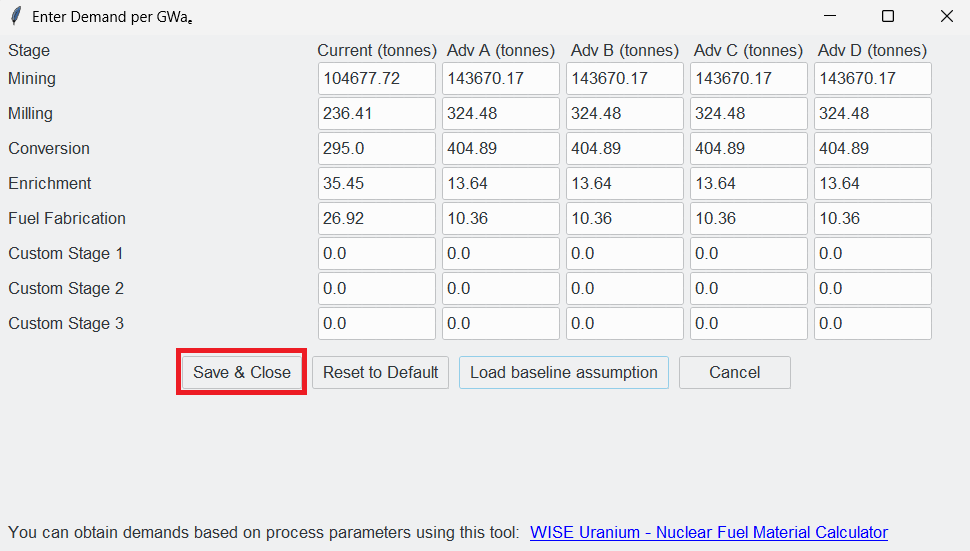 Enter Demand per GWaₑ
Stage Current (tonnes) Adv A (tonnes) Adv B (tonnes) Adv C (tonnes) Adv D (tonnes)
Mining 104677.72 143670.17 143670.17 143670.17 143670.17
Milling 236.41 324.48 324.48 324.48 324.48
Conversion 295.0 404.89 404.89 404.89 404.89
Enrichment 35.45 13.64 13.64 13.64 13.64
Fuel Fabrication 26.92 10.36 10.36 10.36 10.36
Custom Stage 1 0.0 0.0 0.0 0.0 0.0
Custom Stage 2 0.0 0.0 0.0 0.0 0.0
Custom Stage 3 0.0 0.0 0.0 0.0 0.0
Save & Close Reset to Default Load baseline assumption Cancel
You can obtain demands based on process parameters using this tool: WISE Uranium - Nuclear Fuel Material Calculator